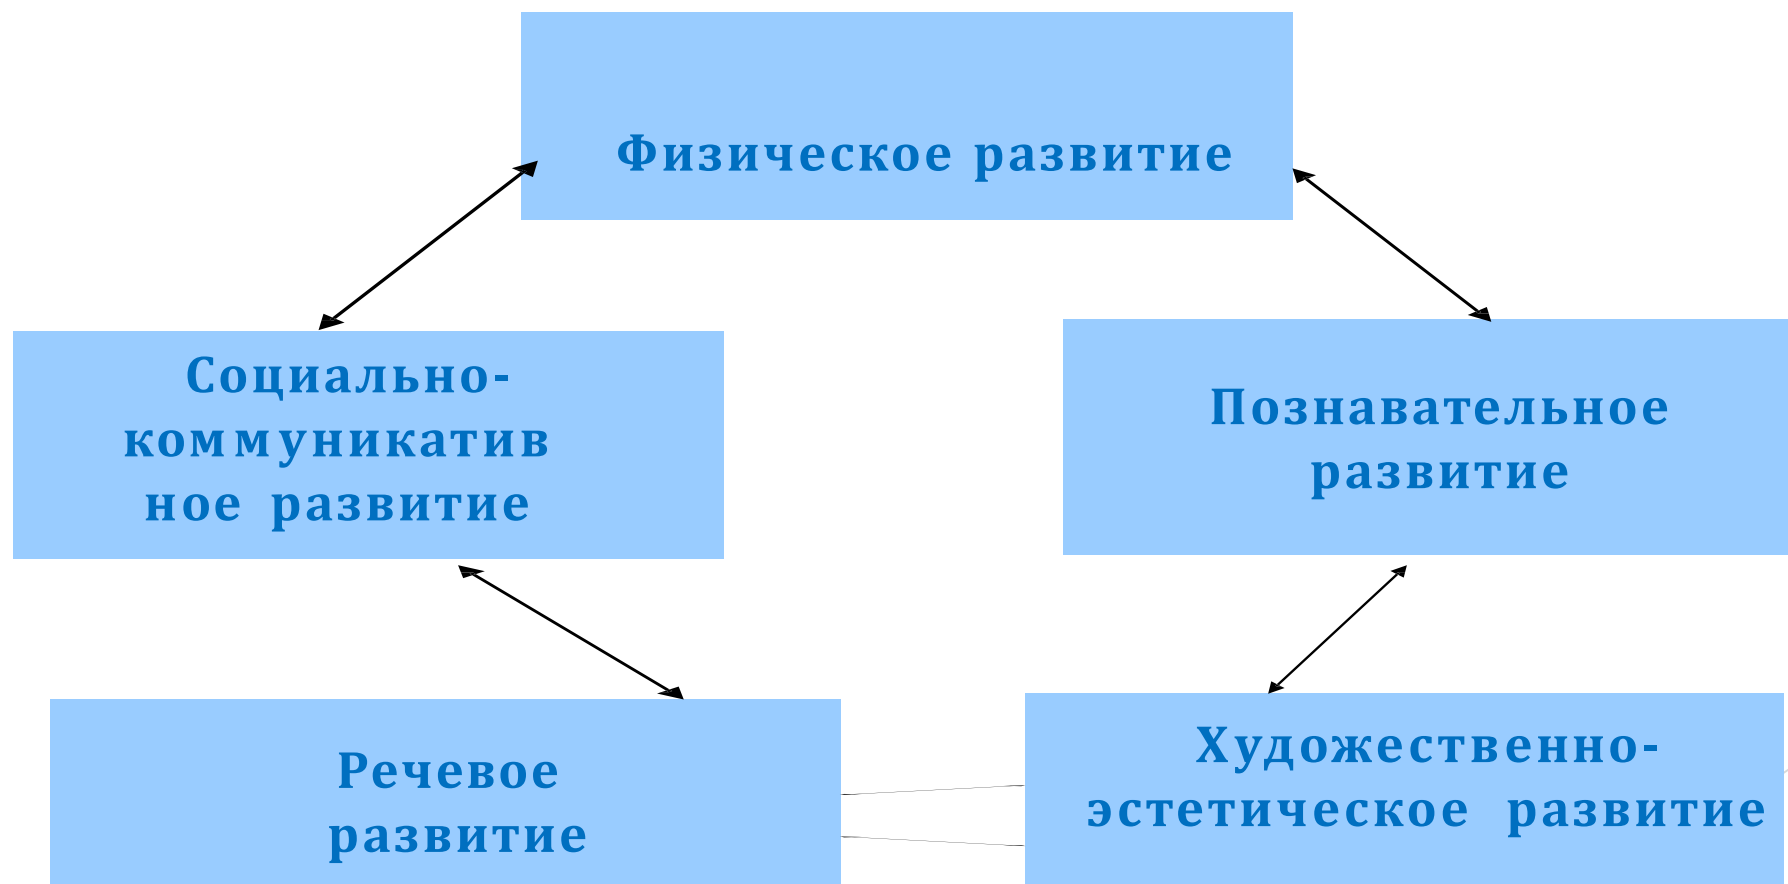 Физическое развитие
Социально-
коммуникатив
ное развитие
Познавательное
развитие
Речевое
развитие
Художественно-
эстетическое развитие